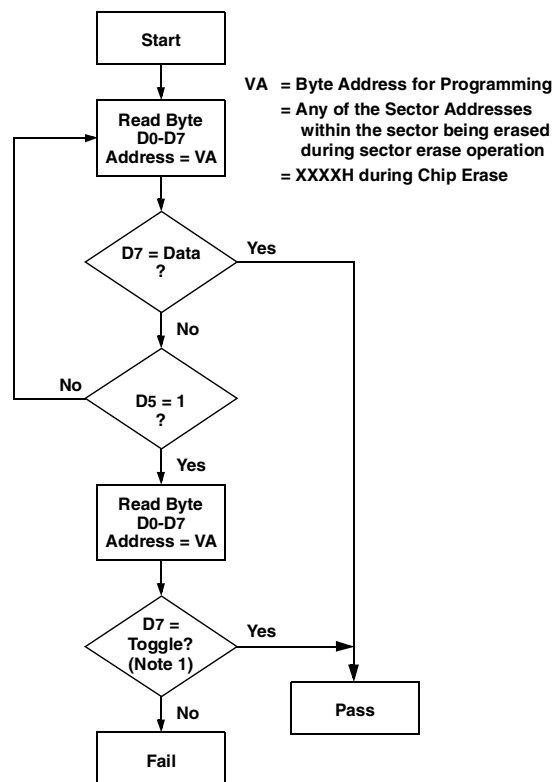 Start
VA = Byte Address for Programming
= Any of the Sector Addresses
within the sector being erased
during sector erase operation
= XXXXH during Chip Erase
Read Byte
D0-D7
Address = VA
D7 = Data
?
Yes
No
D5 = 1
?
No
Yes
Read Byte
D0-D7
Address = VA
D7 =
Toggle?
(Note 1)
Yes
No
Pass
Fail